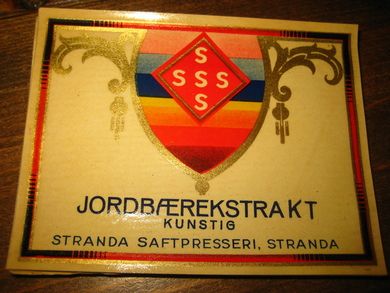 S
SSS
S
JORDBÆREKSTRAKT
KUNSTIG
STRANDA SAFTPRESSERI, STRANDA